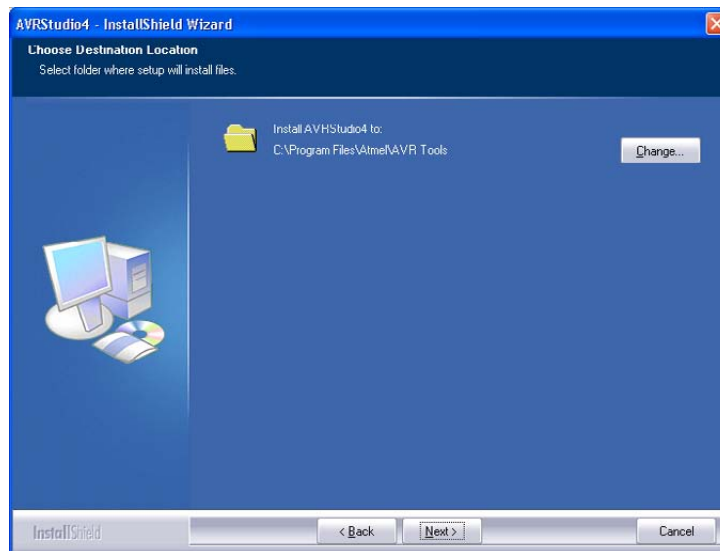 AVRStudio4 - InstallShield Wizard
Choose Destination Location
Select folder where setup will install files.
Install AVRStudio4 to:
C:\Program Files\Atmel\AVR Tools
Change...
InstallShield
< Back
Next >
Cancel